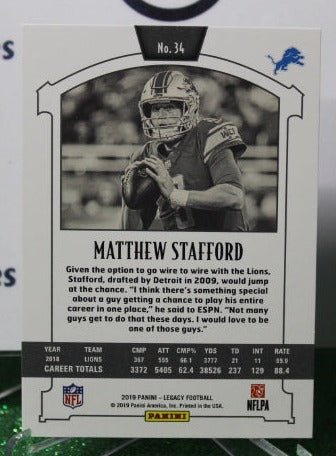 No. 34
MATTHEW STAFFORD
Given the option to go wire to wire with the Lions,
Stafford, drafted by Detroit in 2009, would jump
at the chance. "I think there's something special
about a guy getting a chance to play his entire
career in one place," he said to ESPN. "Not many
guys get to do that these days. I would love to be
one of those guys."
YEAR TEAM CMP ATT CMP% YDS TD INT RATE
2018 LIONS 367 555 66.1 3777 21 11 89.9
CAREER TOTALS 3372 5405 62.4 38526 237 129 88.4
2019 PANINI – LEGACY FOOTBALL
© 2019 Panini America, Inc. Printed in the USA.
NFL
PANINI
NFLPA